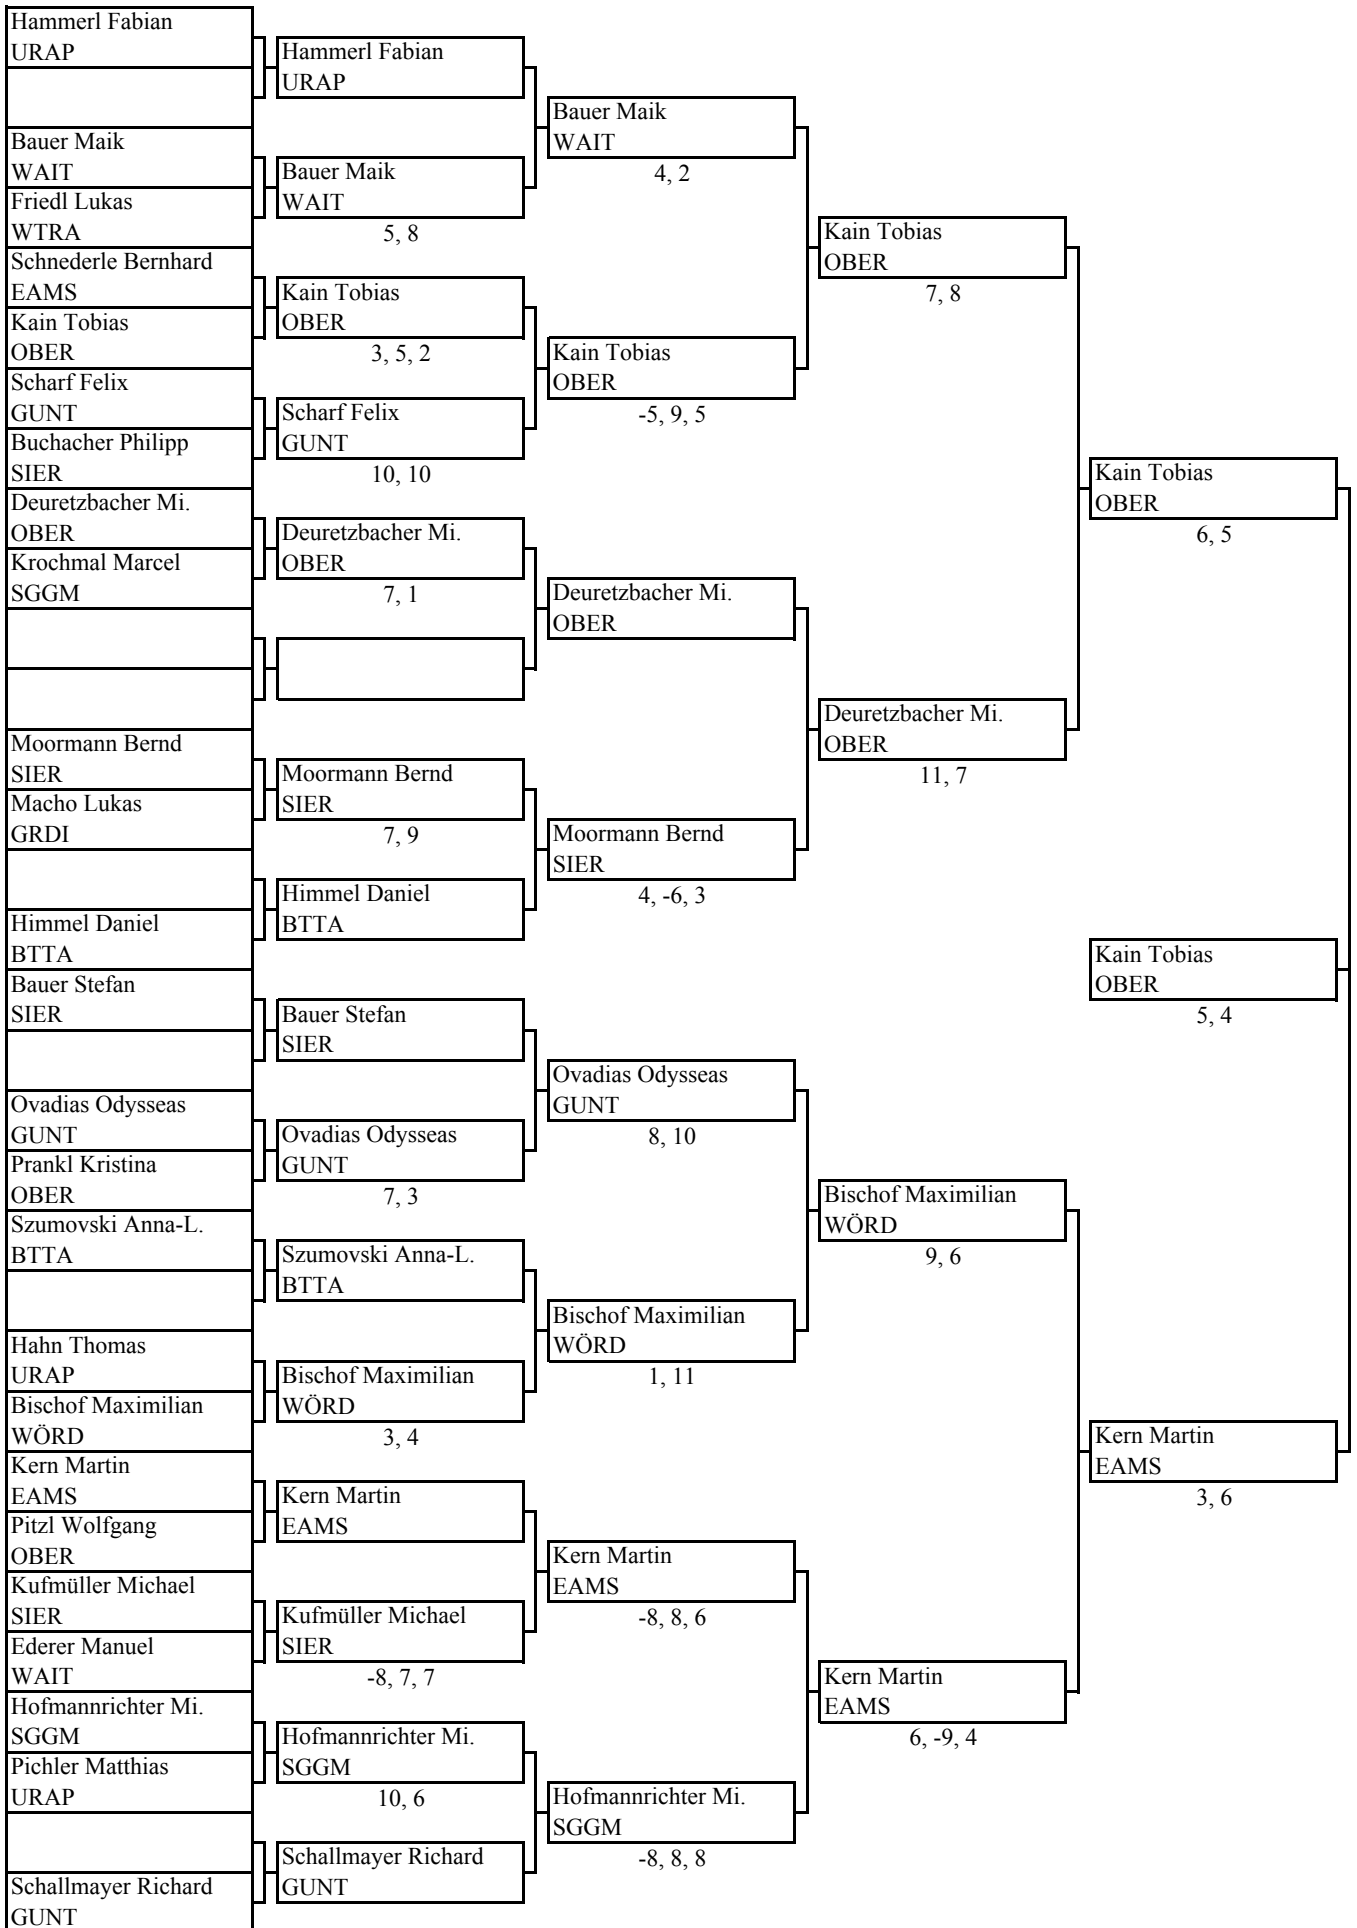 Hammerl Fabian
URAP
Bauer Maik
WAIT
Friedl Lukas
WTRA
Schnederle Bernhard
EAMS
Kain Tobias
OBER
Scharf Felix
GUNT
Buchacher Philipp
SIER
Deuretzbacher Mi.
OBER
Krochmal Marcel
SGGM
Moormann Bernd
SIER
Macho Lukas
GRDI
Himmel Daniel
BTTA
Bauer Stefan
SIER
Ovadias Odysseas
GUNT
Prankl Kristina
OBER
Szumovski Anna-L.
BTTA
Hahn Thomas
URAP
Bischof Maximilian
WÖRD
Kern Martin
EAMS
Pitzl Wolfgang
OBER
Kufmüller Michael
SIER
Ederer Manuel
WAIT
Hofmannrichter Mi.
SGGM
Pichler Matthias
URAP
Schallmayer Richard
GUNT
Hammerl Fabian
URAP
Bauer Maik
WAIT
5, 8
Kain Tobias
OBER
3, 5, 2
Scharf Felix
GUNT
10, 10
Deuretzbacher Mi.
OBER
7, 1
Moormann Bernd
SIER
7, 9
Himmel Daniel
BTTA
Bauer Stefan
SIER
Ovadias Odysseas
GUNT
7, 3
Szumovski Anna-L.
BTTA
Bischof Maximilian
WÖRD
3, 4
Kern Martin
EAMS
Kufmüller Michael
SIER
-8, 7, 7
Hofmannrichter Mi.
SGGM
10, 6
Schallmayer Richard
GUNT
Bauer Maik
WAIT
4, 2
Kain Tobias
OBER
-5, 9, 5
Deuretzbacher Mi.
OBER
Moormann Bernd
SIER
4, -6, 3
Ovadias Odysseas
GUNT
8, 10
Bischof Maximilian
WÖRD
1, 11
Kern Martin
EAMS
-8, 8, 6
Hofmannrichter Mi.
SGGM
-8, 8, 8
Kain Tobias
OBER
7, 8
Deuretzbacher Mi.
OBER
11, 7
Bischof Maximilian
WÖRD
9, 6
Kern Martin
EAMS
6, -9, 4
Kain Tobias
OBER
6, 5
Kain Tobias
OBER
5, 4
Kern Martin
EAMS
3, 6